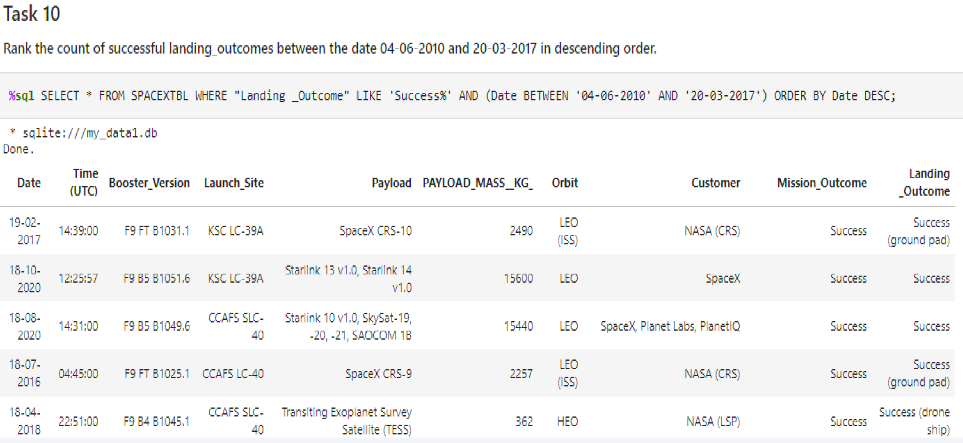 Task 10
Rank the count of successful landing_outcomes between the date 04-06-2010 and 20-03-2017 in descending order.
%sql SELECT * FROM SPACEXTBL WHERE "Landing _Outcome" LIKE 'Success%' AND (Date BETWEEN '04-06-2010' AND '20-03-2017') ORDER BY Date DESC;
* sqlite:///my_data1.db
Done.
Date Time (UTC) Booster_Version Launch_Site Payload PAYLOAD_MASS__KG_ Orbit Customer Mission_Outcome Landing _Outcome
19-02-2017 14:39:00 F9 FT B1031.1 KSC LC-39A SpaceX CRS-10 2490 LEO (ISS) NASA (CRS) Success Success (ground pad)
18-10-2020 12:25:57 F9 B5 B1051.6 KSC LC-39A Starlink 13 v1.0, Starlink 14 v1.0 15600 LEO SpaceX Success Success
18-08-2020 14:31:00 F9 B5 B1049.6 CCAFS SLC-40 Starlink 10 v1.0, SkySat-19, -20, -21, SAOCOM 1B 15440 LEO SpaceX, Planet Labs, PlanetIQ Success Success
18-07-2016 04:45:00 F9 FT B1025.1 CCAFS LC-40 SpaceX CRS-9 2257 LEO (ISS) NASA (CRS) Success Success (ground pad)
18-04-2018 22:51:00 F9 B4 B1045.1 CCAFS SLC-40 Transiting Exoplanet Survey Satellite (TESS) 362 HEO NASA (LSP) Success Success (drone ship)